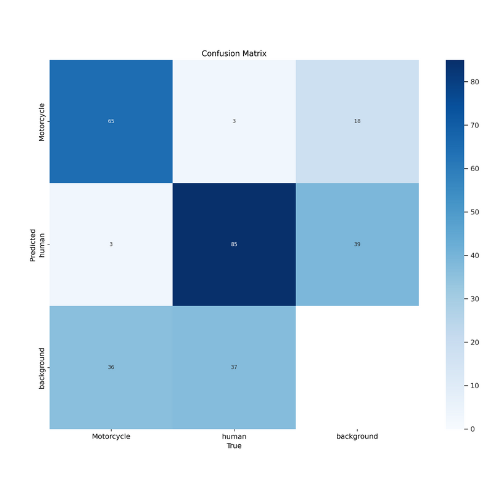 Confusion Matrix
Motorcycle
65
3
18
80
70
60
50
40
30
20
10
0
Predicted
human
3
85
39
background
36
37
Motorcycle
human
background
True